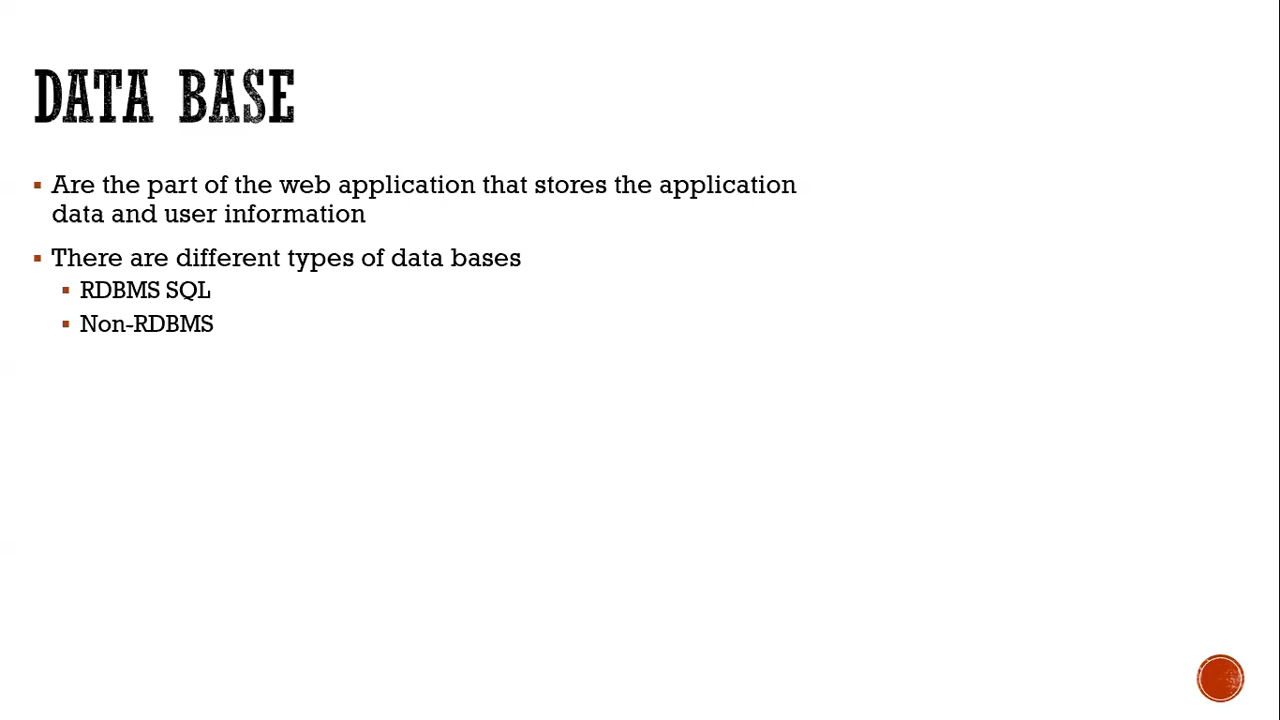 DATA BASE
▪ Are the part of the web application that stores the application
data and user information
▪ There are different types of data bases
▪ RDBMS SQL
▪ Non-RDBMS